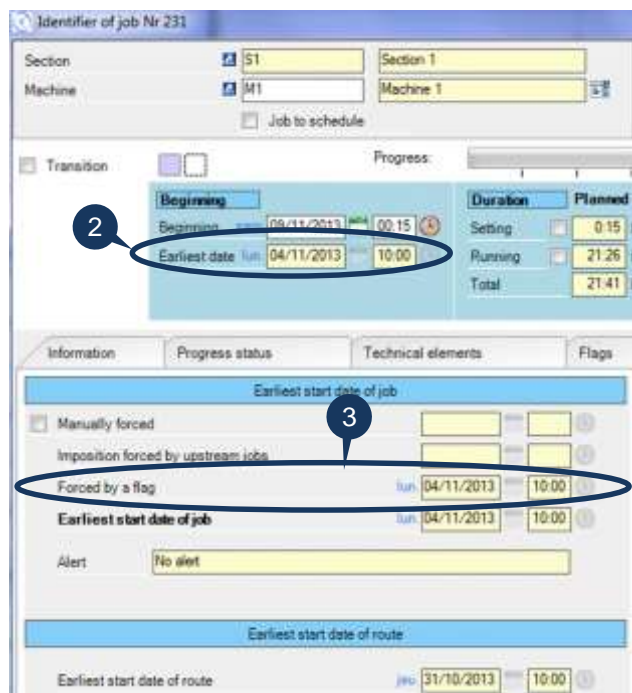 Identifier of job Nr 231
Section S1 Section 1
Machine M1 Machine 1
Job to schedule
Transition Progress:
Beginning Duration Planned
2
Beginning 09/11/2013 00:15 Setting 0:15
Earliest date lun. 04/11/2013 10:00 Running 21:26
Total 21:41
Information Progress status Technical elements Flags
Earliest start date of job
Manually forced
3
Imposition forced by upstream jobs
Forced by a flag lun. 04/11/2013 10:00
Earliest start date of job lun. 04/11/2013 10:00
Alert No alert
Earliest start date of route
Earliest start date of route jeu. 31/10/2013 10:00